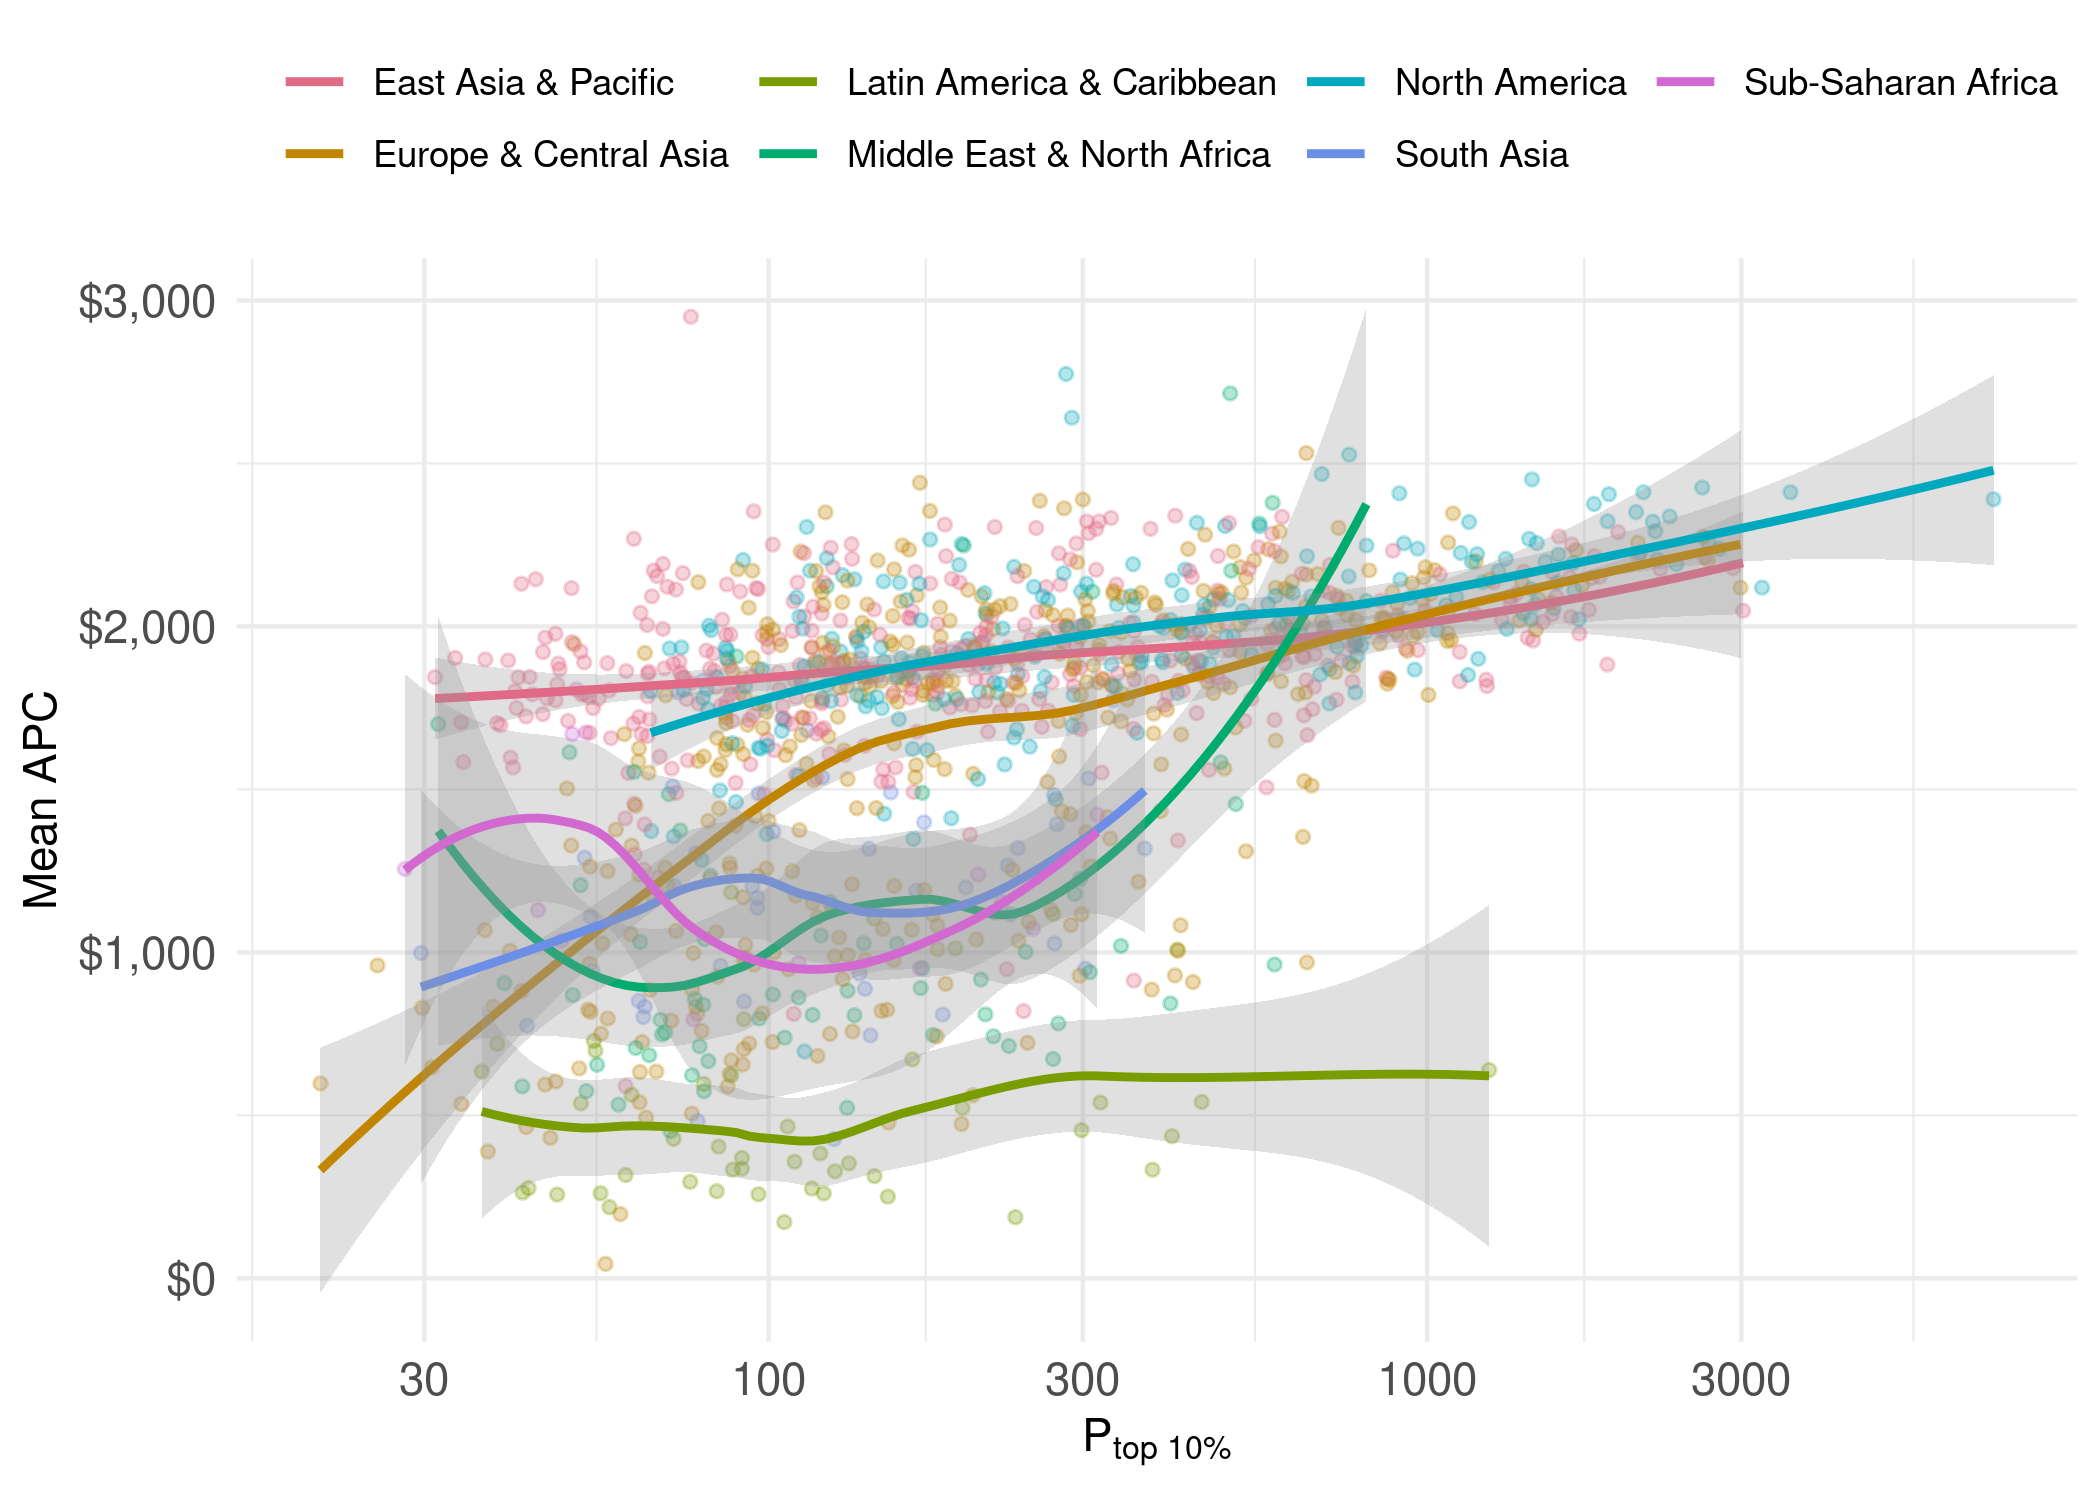 East Asia & Pacific
Latin America & Caribbean
North America
Sub-Saharan Africa
Europe & Central Asia
Middle East & North Africa
South Asia
$3,000
$2,000
$1,000
$0
Mean APC
30
100
300
1000
3000
P top 10%